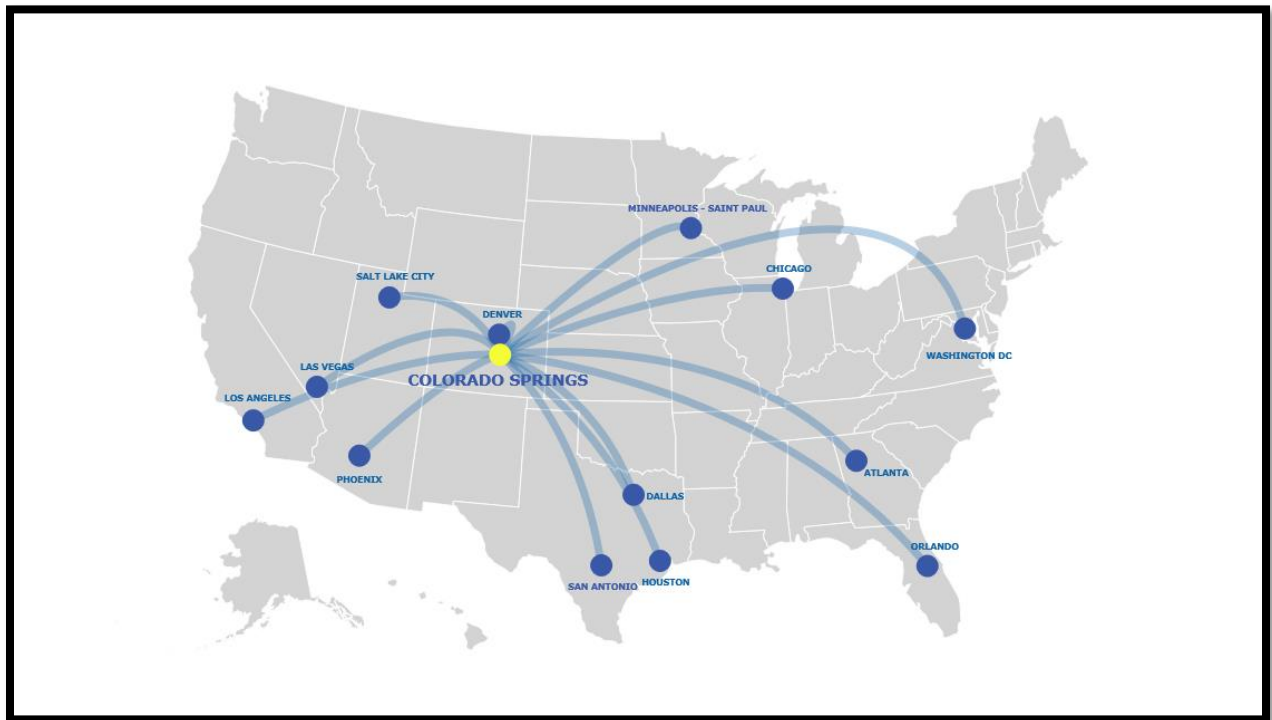 MINNEAPOLIS - SAINT PAUL
CHICAGO
SALT LAKE CITY
DENVER
WASHINGTON DC
LAS VEGAS
COLORADO SPRINGS
LOS ANGELES
ATLANTA
PHOENIX
DALLAS
ORLANDO
HOUSTON
SAN ANTONIO